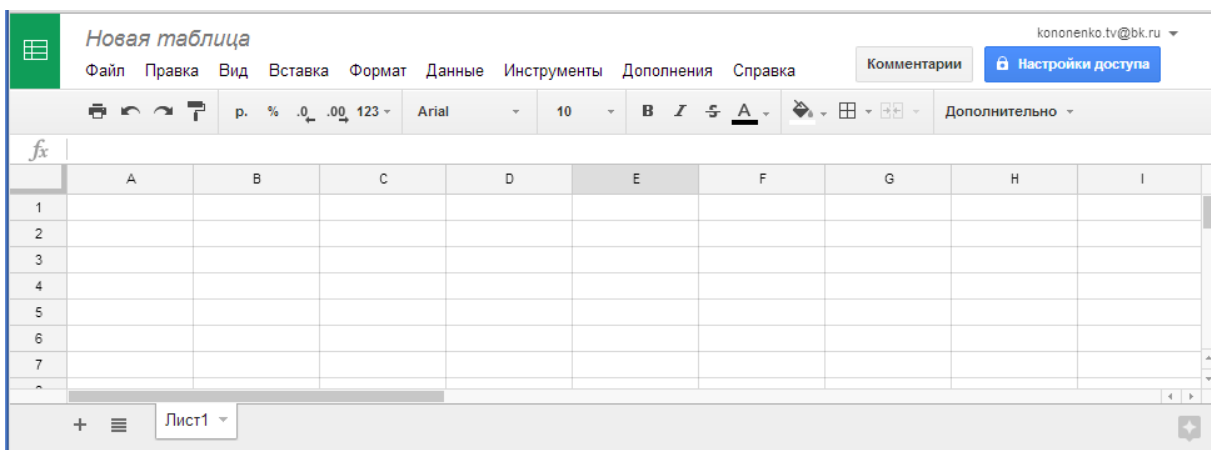 Новая таблица
kononenko.tv@bk.ru
Файл Правка Вид Вставка Формат Данные Инструменты Дополнения Справка
Комментарии Настройки доступа
р. % .0 .00 123 Arial 10 B I S A Дополнительно
fx
A B C D E F G H I
1
2
3
4
5
6
7
Лист1